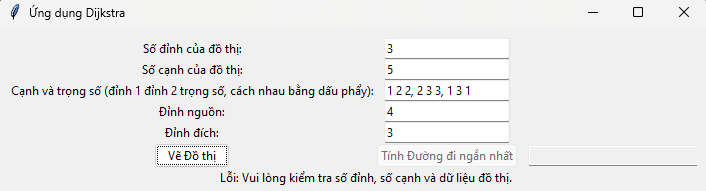 Ứng dụng Dijkstra
Số đỉnh của đồ thị: 3
Số cạnh của đồ thị: 5
Cạnh và trọng số (đỉnh 1 đỉnh 2 trọng số, cách nhau bằng dấu phẩy): 1 2 2, 2 3 3, 1 3 1
Đỉnh nguồn: 4
Đỉnh đích: 3
Vẽ Đồ thị Tính Đường đi ngắn nhất
Lỗi: Vui lòng kiểm tra số đỉnh, số cạnh và dữ liệu đồ thị.